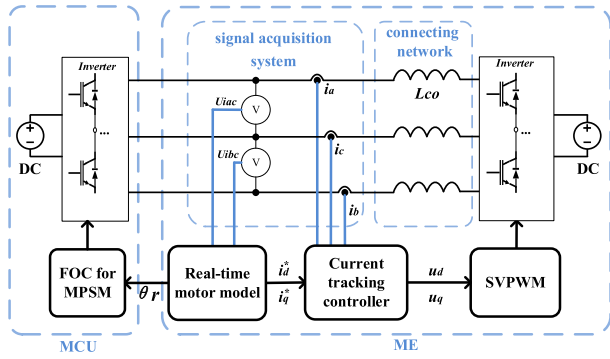 signal acquisition
system
connecting
network
Inverter
...
DC
Uiac
V
Uibc
V
ia
ic
ib
Lco
Inverter
...
DC
FOC for
MPSM
θr
Real-time
motor model
i*d
i*q
Current
tracking
controller
ud
uq
SVPWM
MCU
ME